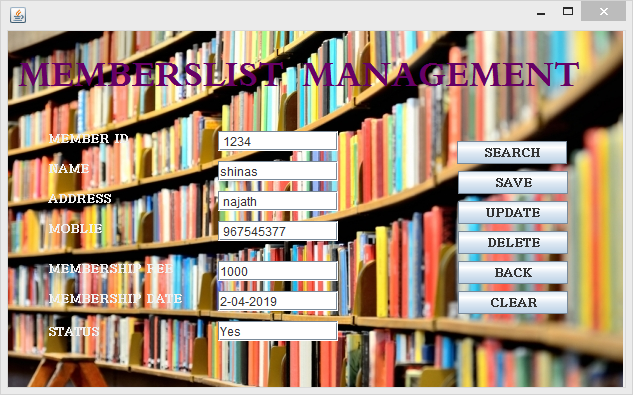 MEMBERSLIST MANAGEMENT
MEMBER ID 1234
NAME shinas
ADDRESS najath
MOBLIE 967545377
MEMBERSHIP FEE 1000
MEMBERSHIP DATE 2-04-2019
STATUS Yes
SEARCH
SAVE
UPDATE
DELETE
BACK
CLEAR